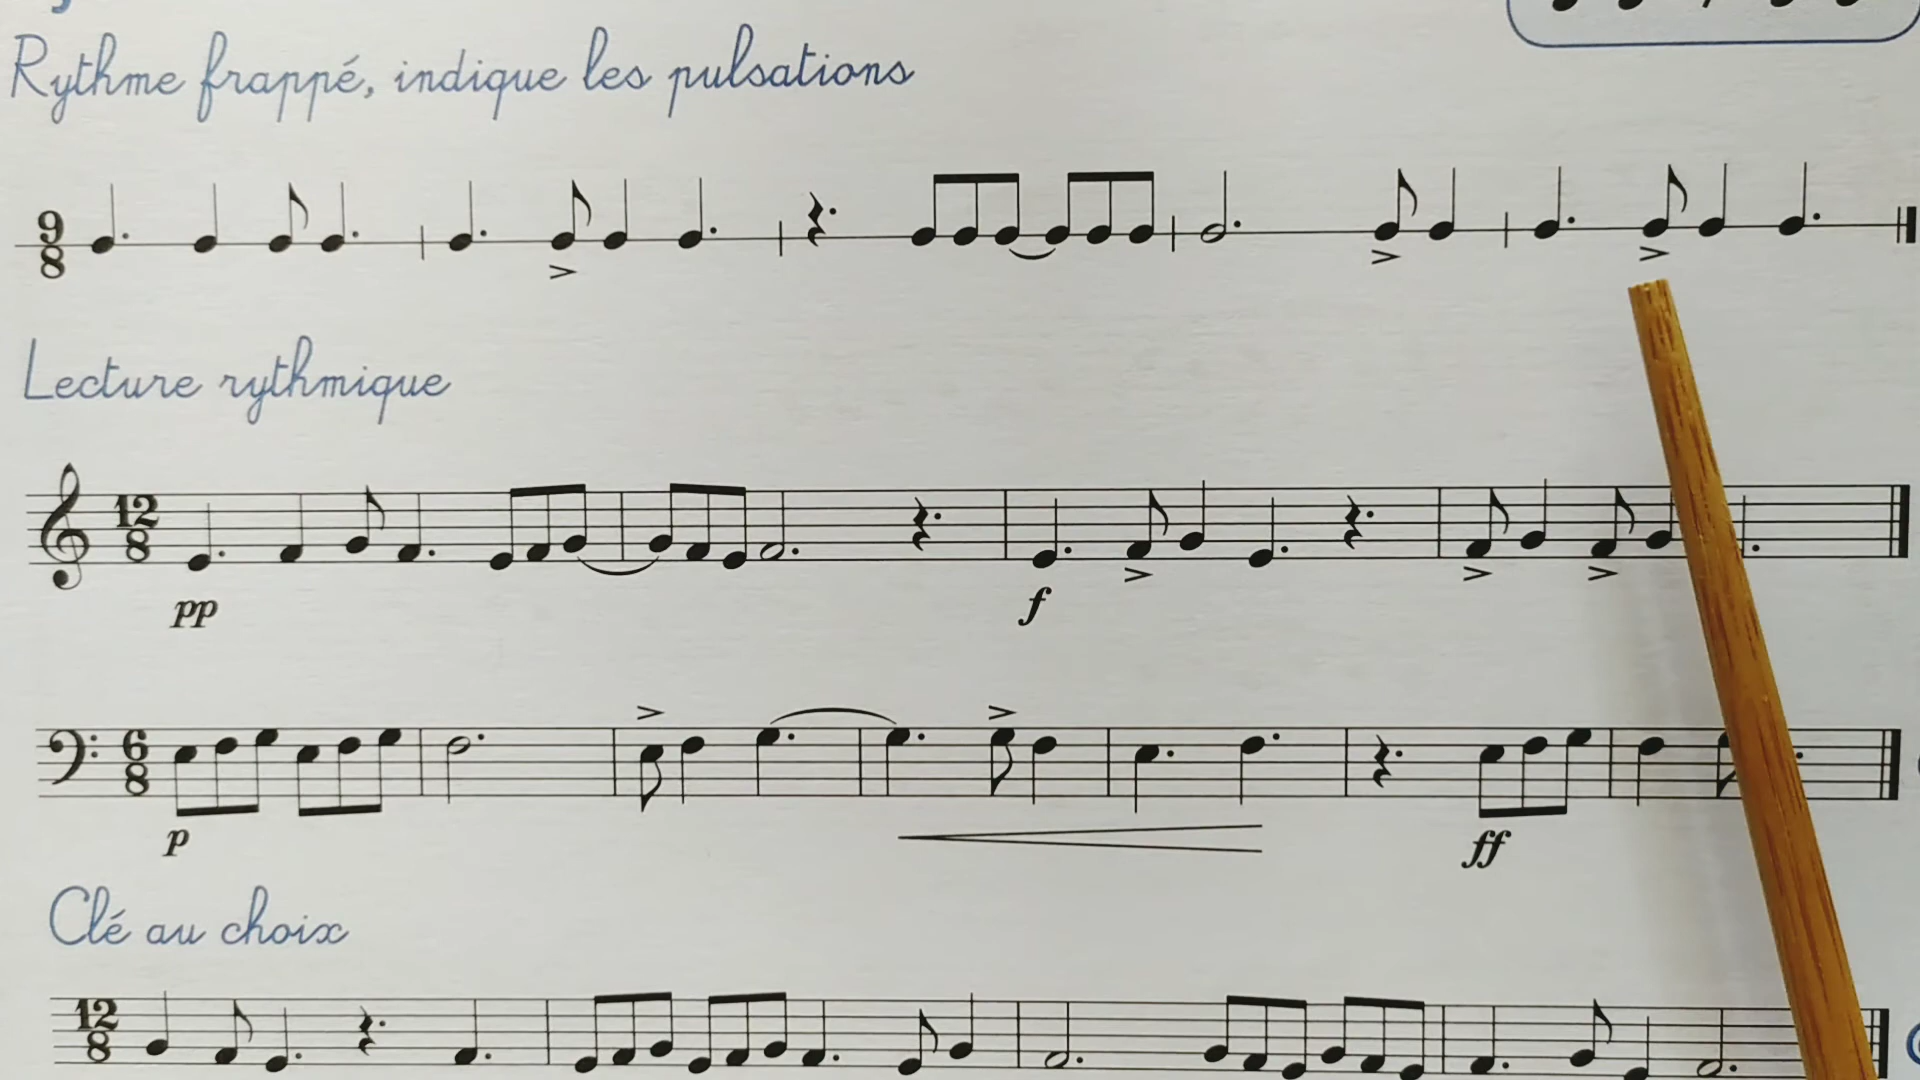 Rythme frappé, indique les pulsations
9
8
Lecture rythmique
12
8
pp f
6
8
p ff
Clé au choix
12
8